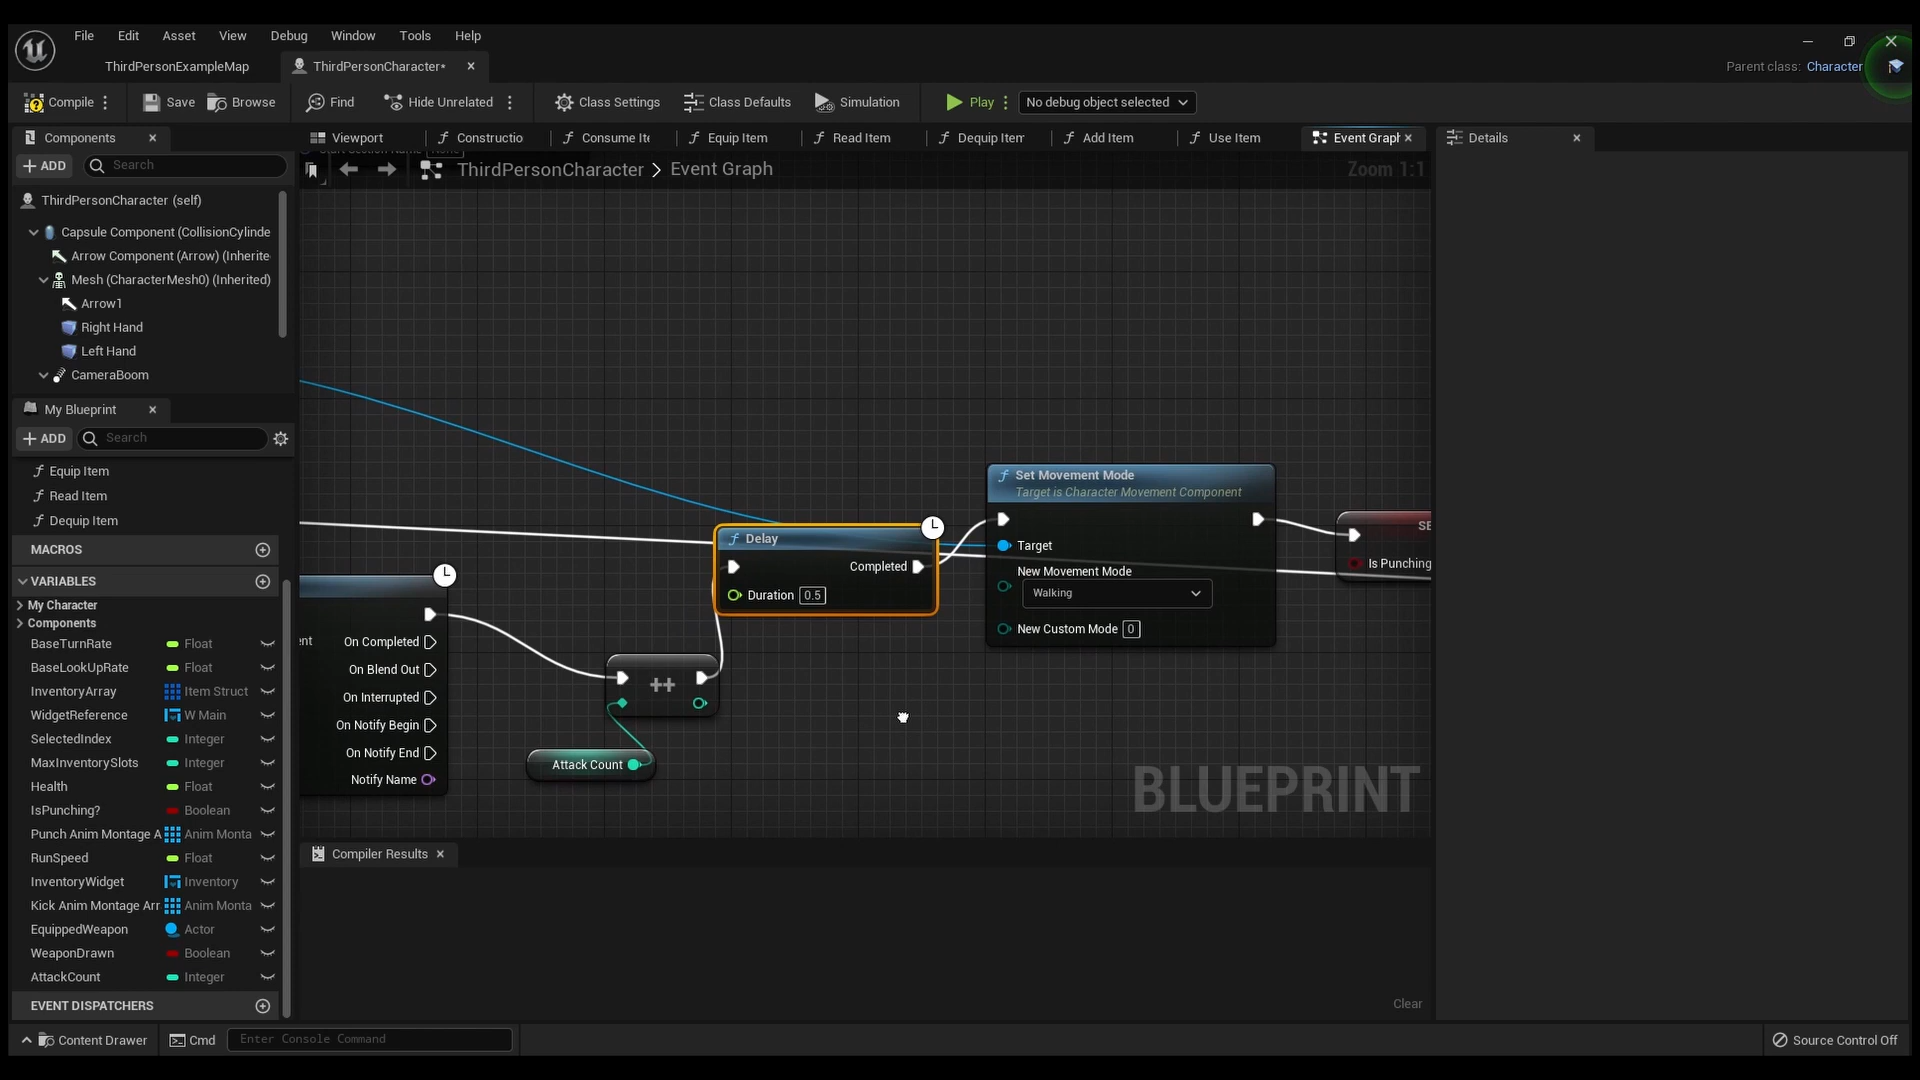 File Edit Asset View Debug Window Tools Help
ThirdPersonExampleMap
ThirdPersonCharacter*
Parent class: Character
Compile
Save
Browse
Find
Hide Unrelated
Class Settings
Class Defaults
Simulation
Play
No debug object selected
Components
Viewport
Constructio
Consume Ite
Equip Item
Read Item
Dequip Iter
Add Item
Use Item
Event Graph
Details
ADD
Search
ThirdPersonCharacter > Event Graph
Zoom 1:1
ThirdPersonCharacter (self)
Capsule Component (CollisionCylinde
Arrow Component (Arrow) (Inherite
Mesh (CharacterMesh0) (Inherited)
Arrow1
Right Hand
Left Hand
CameraBoom
My Blueprint
ADD
Search
Equip Item
Read Item
Dequip Item
MACROS
VARIABLES
My Character
Components
BaseTurnRate Float
BaseLookUpRate Float
InventoryArray Item Struct
WidgetReference W Main
SelectedIndex Integer
MaxInventorySlots Integer
Health Float
IsPunching? Boolean
Punch Anim Montage A Anim Monta
RunSpeed Float
InventoryWidget Inventory
Kick Anim Montage Arr Anim Monta
EquippedWeapon Actor
WeaponDrawn Boolean
AttackCount Integer
EVENT DISPATCHERS
On Completed
On Blend Out
On Interrupted
On Notify Begin
On Notify End
Notify Name
++
Attack Count
Delay
Completed
Duration 0.5
Set Movement Mode
Target is Character Movement Component
Target
New Movement Mode
Walking
New Custom Mode 0
SE
Is Punching
BLUEPRINT
Compiler Results
Clear
Content Drawer
Cmd
Enter Console Command
Source Control Off